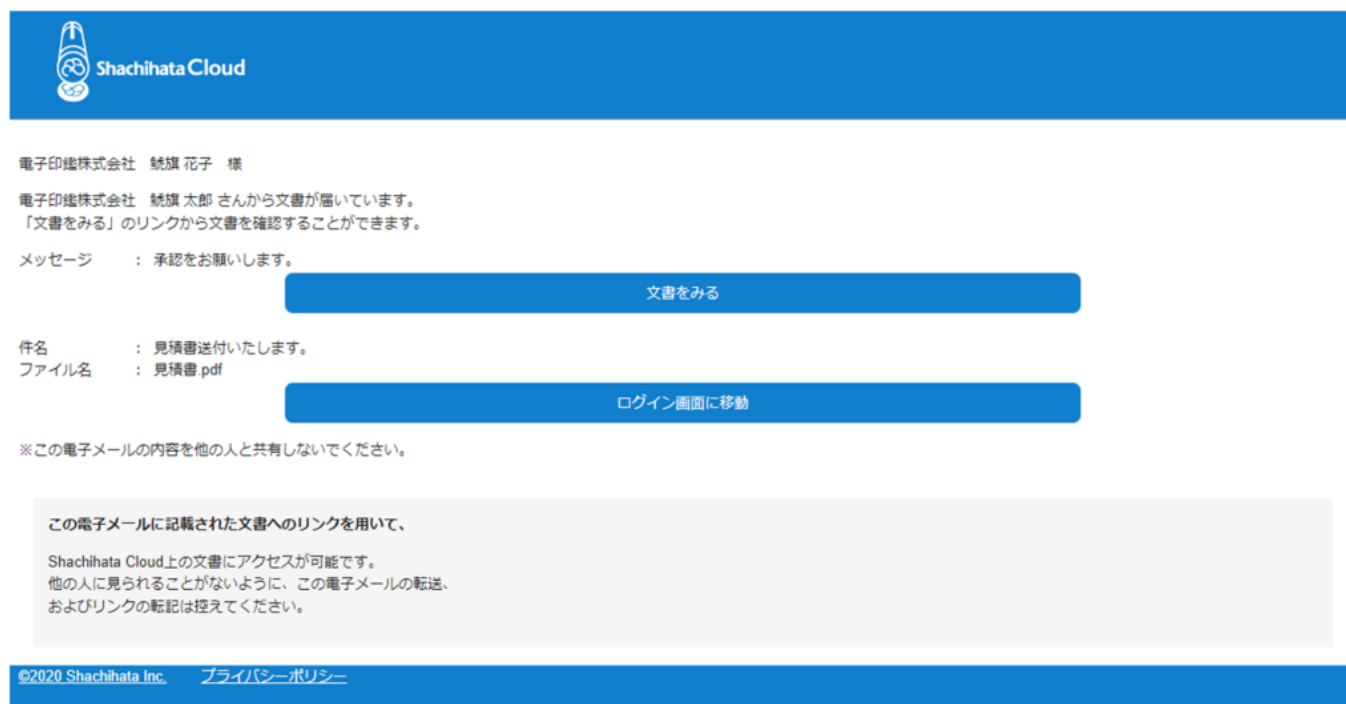 Shachihata Cloud
電子印鑑株式会社　鯱旗 花子　様
電子印鑑株式会社　鯱旗 太郎 さんから文書が届いています。
「文書をみる」のリンクから文書を確認することができます。
メッセージ　　： 承認をお願いします。
文書をみる
件名　　： 見積書送付いたします。
ファイル名　　： 見積書.pdf
ログイン画面に移動
※この電子メールの内容を他の人と共有しないでください。
この電子メールに記載された文書へのリンクを用いて、
Shachihata Cloud上の文書にアクセスが可能です。
他の人に見られることがないように、この電子メールの転送、
およびリンクの転記は控えてください。
©2020 Shachihata Inc.　　プライバシーポリシー